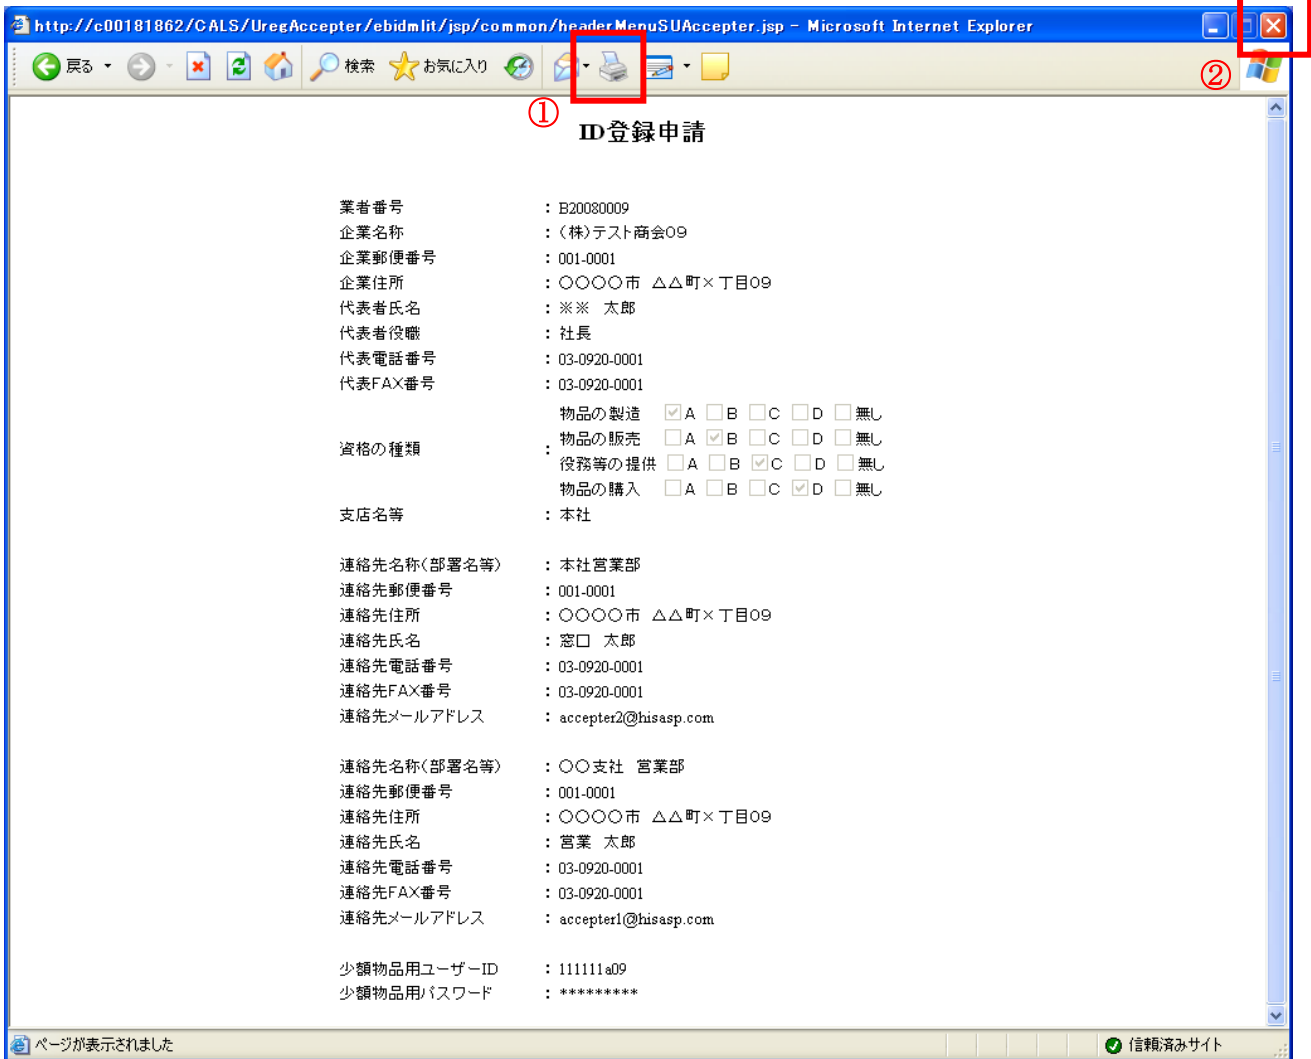 http://c00181862/CALS/UregAccepter/ebidmlit/jsp/common/headerMenuSUAccepter.jsp - Microsoft Internet Explorer
戻る 検索 お気に入り
① ②
ID登録申請
業者番号 : B20080009
企業名称 : (株)テスト商会09
企業郵便番号 : 001-0001
企業住所 : ○○○○市 △△町×丁目09
代表者氏名 : ※※ 太郎
代表者役職 : 社長
代表電話番号 : 03-0920-0001
代表FAX番号 : 03-0920-0001
資格の種類 :
物品の製造 A B C D 無し
物品の販売 A B C D 無し
役務等の提供 A B C D 無し
物品の購入 A B C D 無し
支店名等 : 本社
連絡先名称(部署名等) : 本社営業部
連絡先郵便番号 : 001-0001
連絡先住所 : ○○○○市 △△町×丁目09
連絡先氏名 : 窓口 太郎
連絡先電話番号 : 03-0920-0001
連絡先FAX番号 : 03-0920-0001
連絡先メールアドレス : accepter2@hisasp.com
連絡先名称(部署名等) : ○○支社 営業部
連絡先郵便番号 : 001-0001
連絡先住所 : ○○○○市 △△町×丁目09
連絡先氏名 : 営業 太郎
連絡先電話番号 : 03-0920-0001
連絡先FAX番号 : 03-0920-0001
連絡先メールアドレス : accepter1@hisasp.com
少額物品用ユーザーID : 111111a09
少額物品用パスワード : *********
ページが表示されました 信頼済みサイト